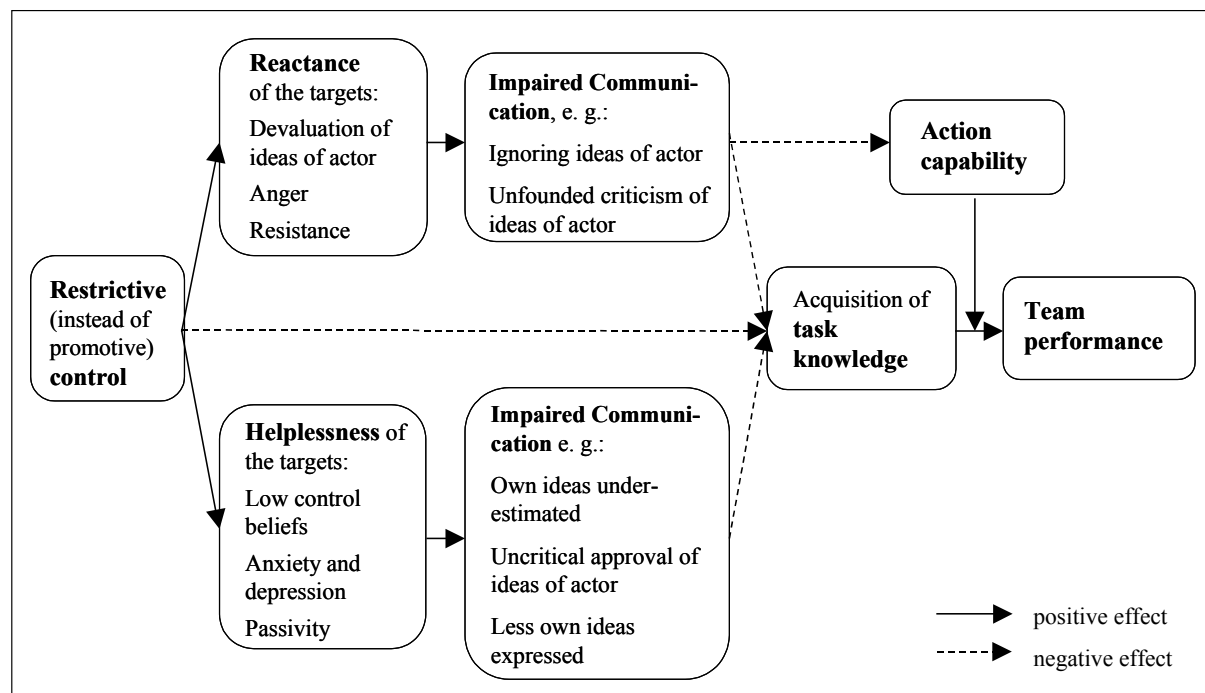 Reactance
of the targets:
Devaluation of
ideas of actor
Anger
Resistance
Impaired Communi-
cation, e. g.:
Ignoring ideas of actor
Unfounded criticism of
ideas of actor
Action
capability
Restrictive
(instead of
promotive)
control
Acquisition of
task
knowledge
Team
performance
Helplessness of
the targets:
Low control
beliefs
Anxiety and
depression
Passivity
Impaired Communi-
cation e. g.:
Own ideas under-
estimated
Uncritical approval of
ideas of actor
Less own ideas
expressed
positive effect
negative effect